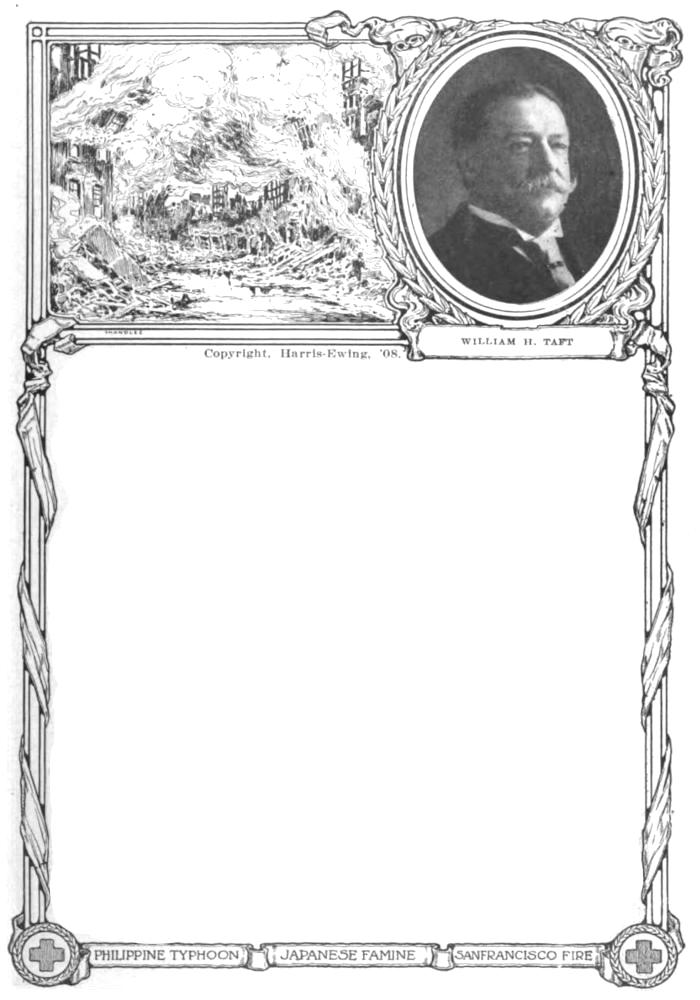 SHANDLEE
Copyright, Harris-Ewing, '08.
WILLIAM H. TAFT
PHILIPPINE TYPHOON
JAPANESE FAMINE
SANFRANCISCO FIRE